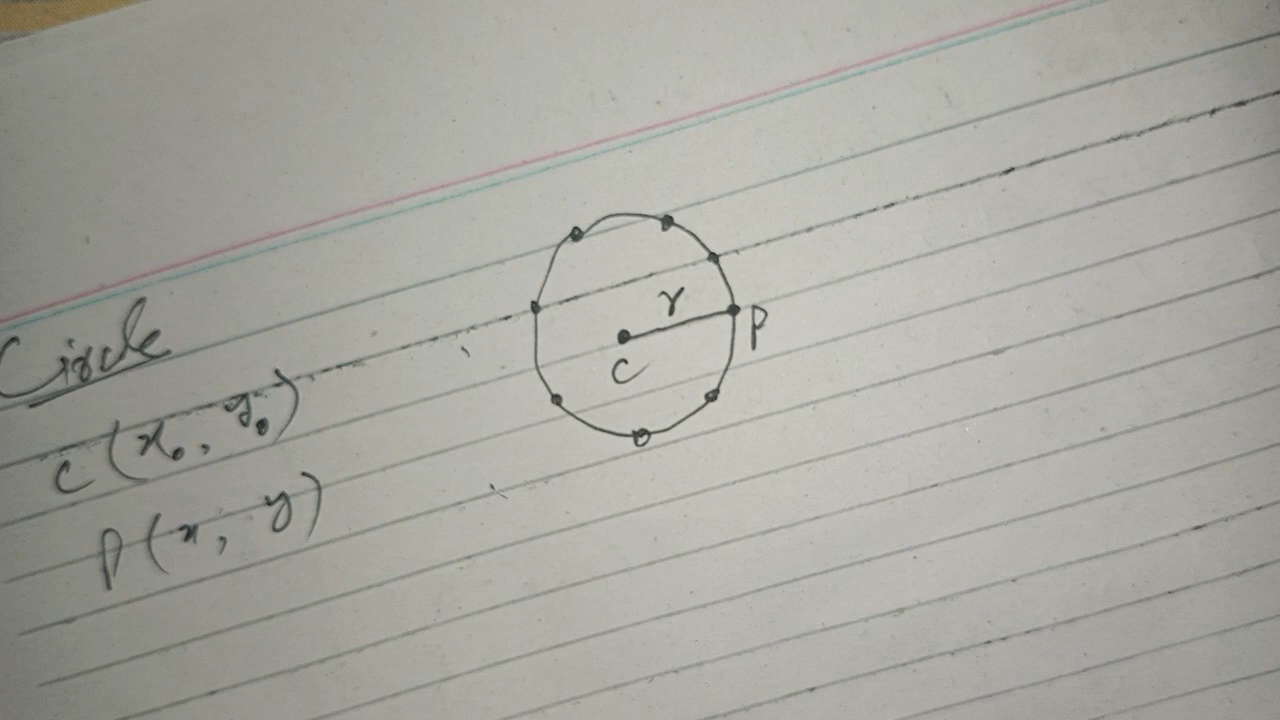 Circle
C (x₀, y₀)
P (x, y)
r
C
P